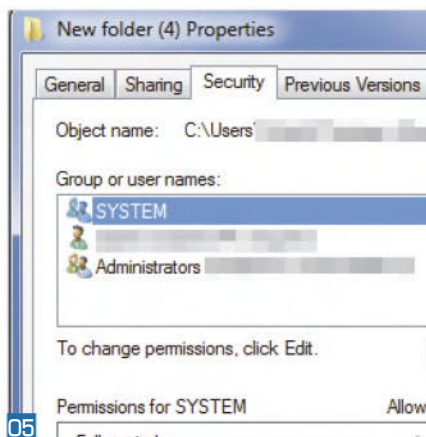 New folder (4) Properties
General Sharing Security Previous Versions
Object name: C:\Users\
Group or user names:
SYSTEM
Administrators
To change permissions, click Edit.
Permissions for SYSTEM Allow
05